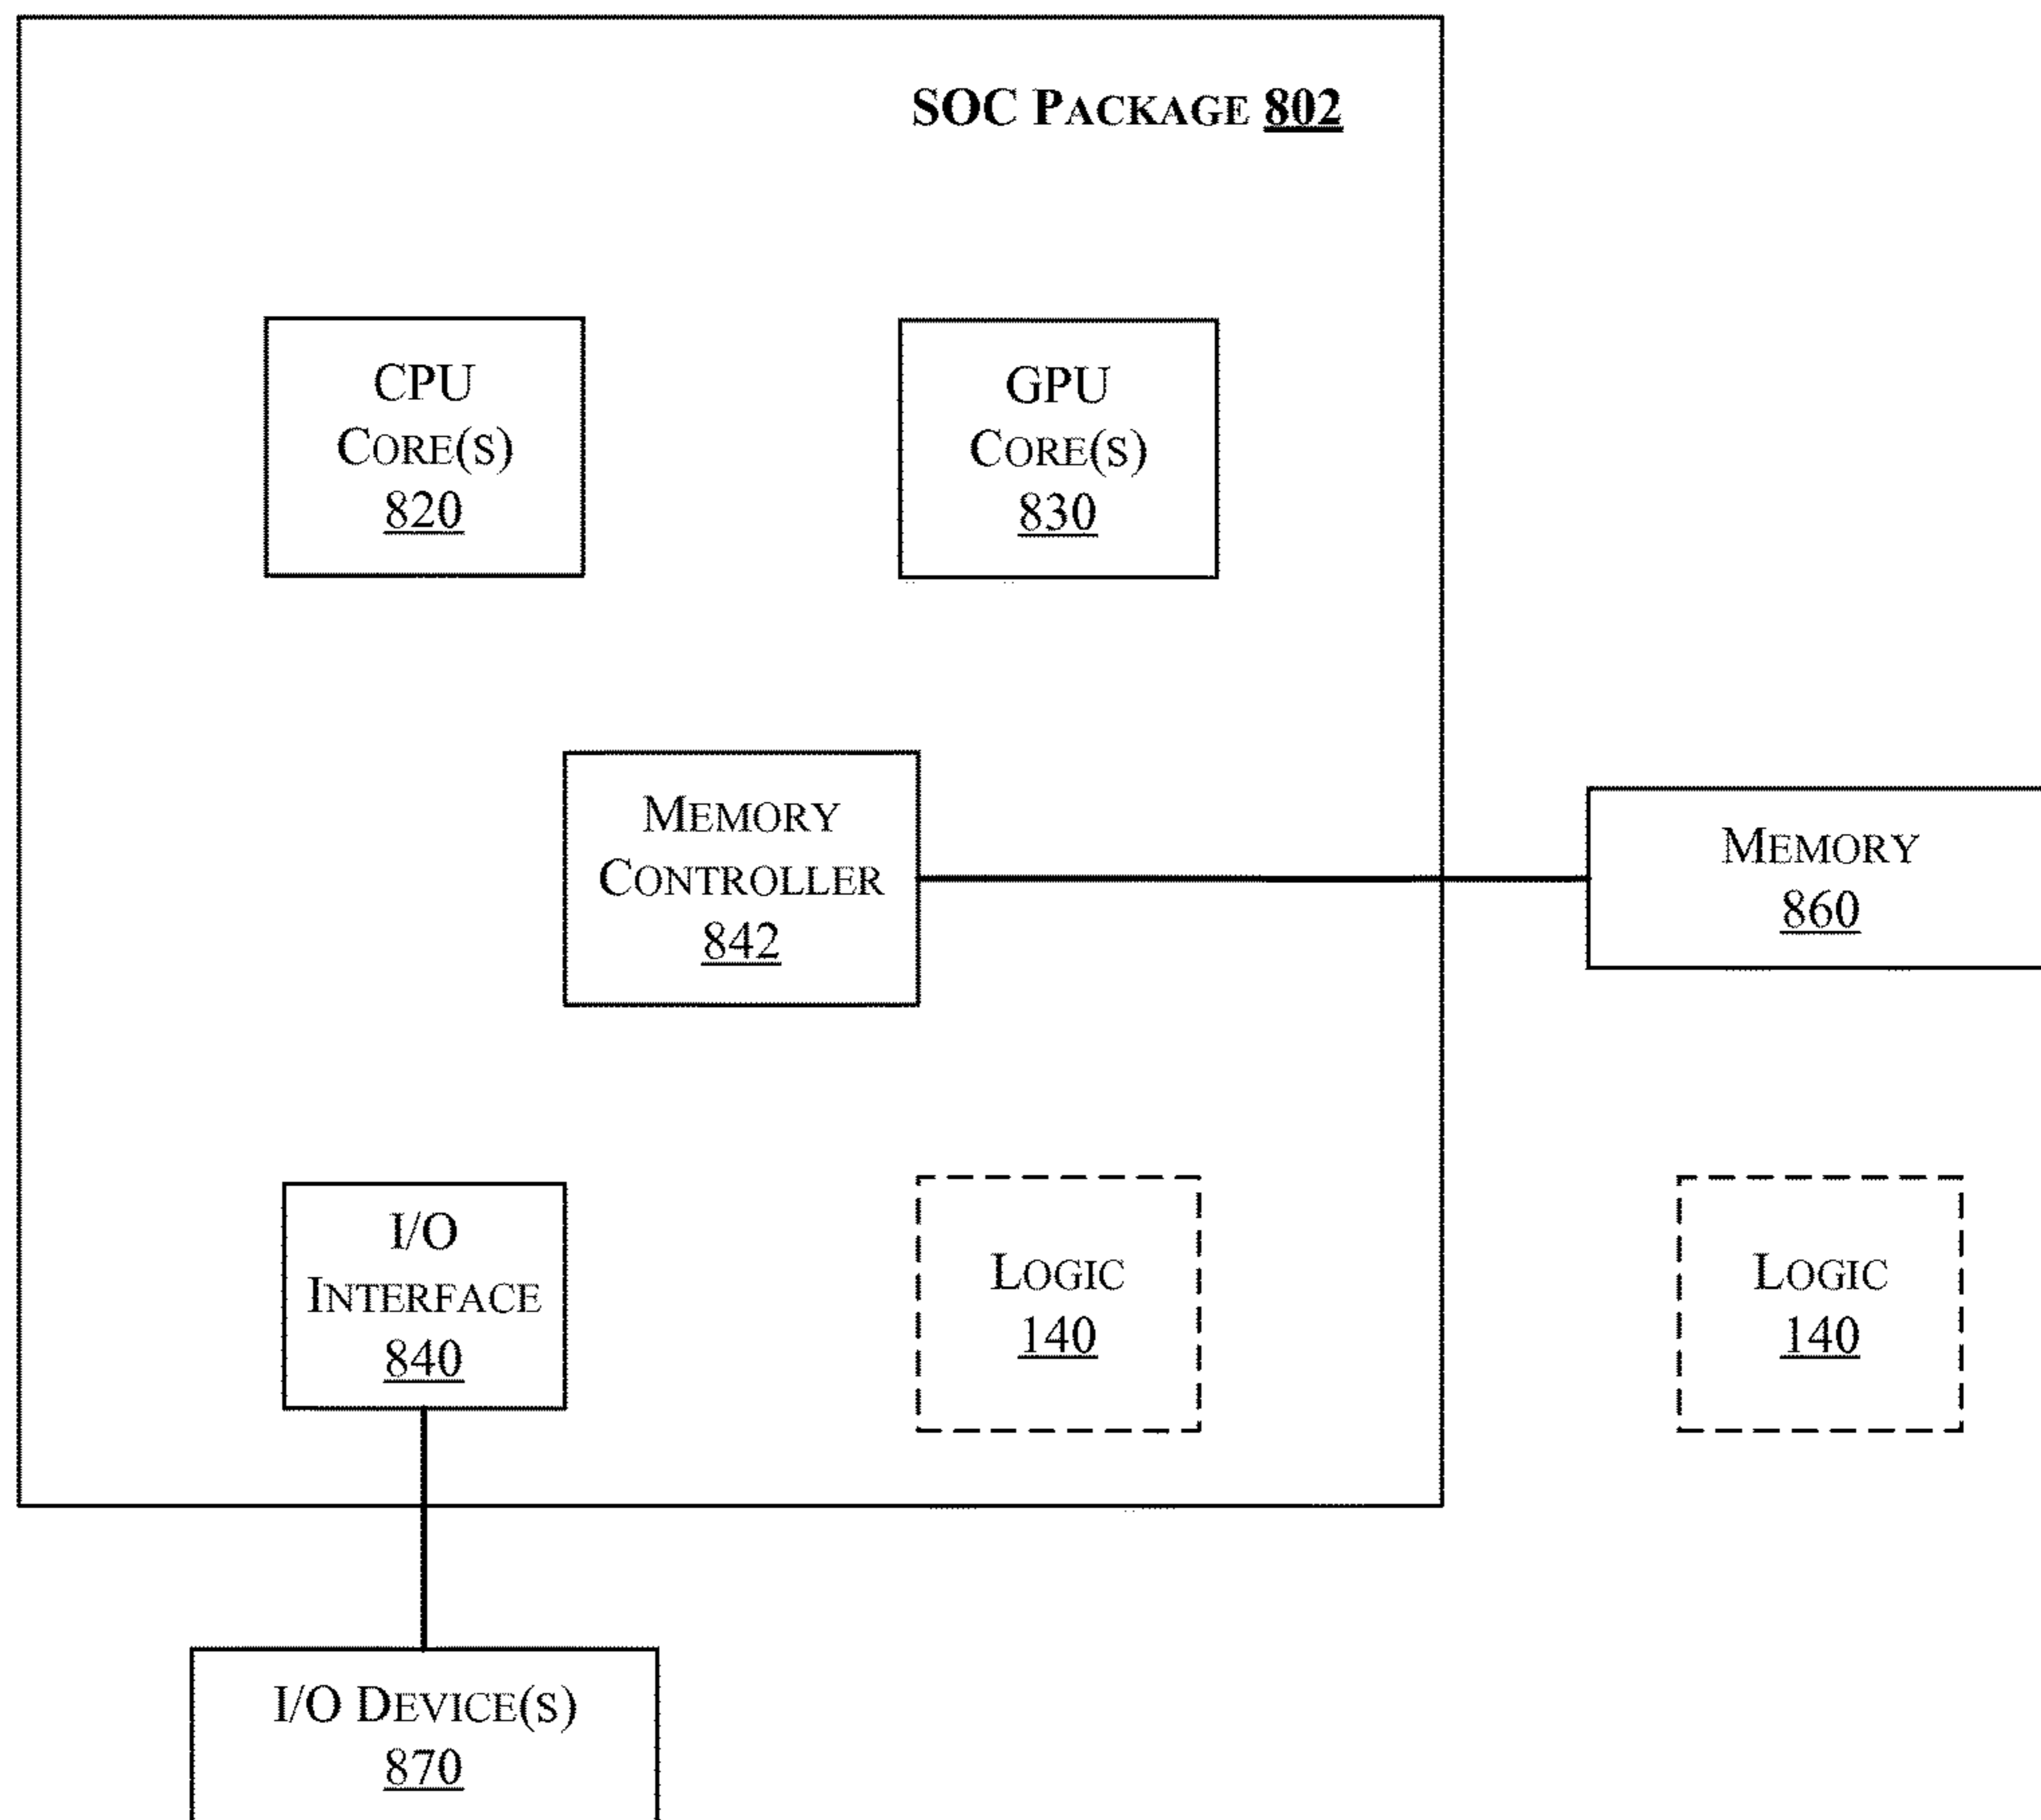 SOC PACKAGE 802
CPU
CORE(S)
820
GPU
CORE(S)
830
MEMORY
CONTROLLER
842
MEMORY
860
I/O
INTERFACE
840
LOGIC
140
LOGIC
140
I/O DEVICE(S)
870